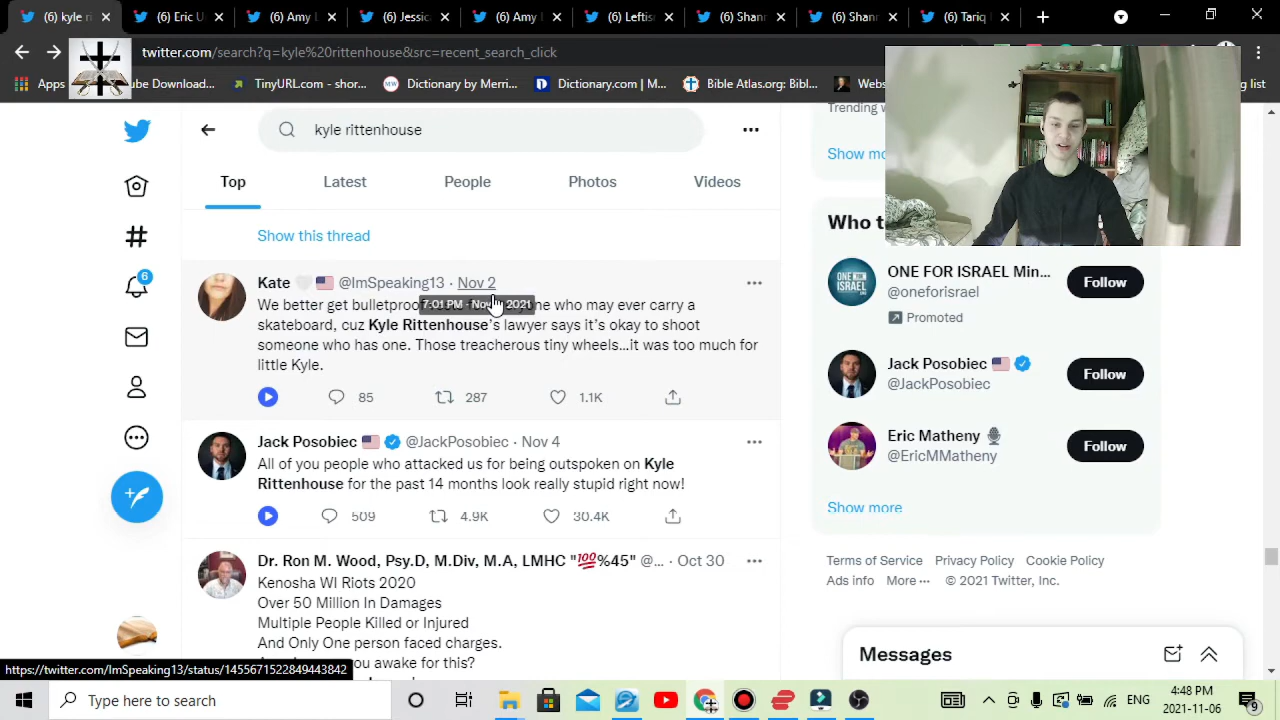 (6) kyle ri
(6) Eric U
(6) Amy
(6) Jessic
(6) Amy
(6) Leftis
(6) Shann
(6) Shann
(6) Tariq
twitter.com/search?q=kyle%20rittenhouse&src=recent_search_click
Apps
ube Download...
TinyURL.com - shor...
Dictionary by Merri...
Dictionary.com | M...
Bible Atlas.org: Bibl...
Webs
g list
kyle rittenhouse
Top
Latest
People
Photos
Videos
Show this thread
Kate @ImSpeaking13 · Nov 2
We better get bulletproo ne who may ever carry a
7:01 PM · Nov 2021
skateboard, cuz Kyle Rittenhouse's lawyer says it's okay to shoot
someone who has one. Those treacherous tiny wheels...it was too much for
little Kyle.
85
287
1.1K
Jack Posobiec @JackPosobiec · Nov 4
All of you people who attacked us for being outspoken on Kyle
Rittenhouse for the past 14 months look really stupid right now!
509
4.9K
30.4K
Dr. Ron M. Wood, Psy.D, M.Div, M.A, LMHC "💯%45" @... · Oct 30
Kenosha WI Riots 2020
Over 50 Million In Damages
Multiple People Killed or Injured
And Only One person faced charges.
you awake for this?
6
Trending
Show mo
Who t
ONE FOR ISRAEL Min...
@oneforisrael
Promoted
Follow
Jack Posobiec
@JackPosobiec
Follow
Eric Matheny
@EricMMatheny
Follow
Show more
Terms of Service Privacy Policy Cookie Policy
Ads info More ··· © 2021 Twitter, Inc.
Messages
https://twitter.com/ImSpeaking13/status/1455671522849443842
Type here to search
ENG
4:48 PM
2021-11-06
9